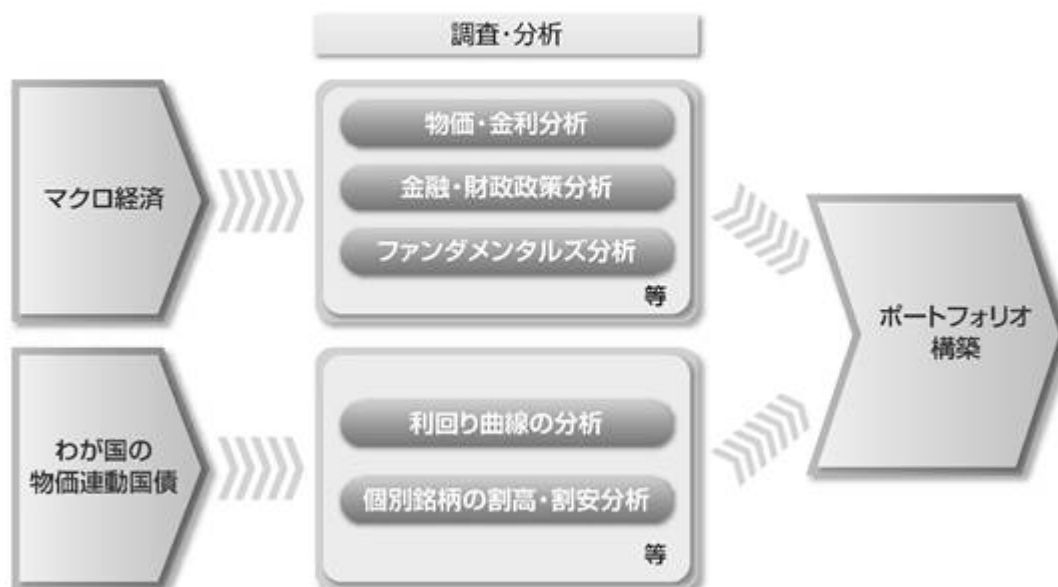 調査・分析
マクロ経済
物価・金利分析
金融・財政政策分析
ファンダメンタルズ分析
等
わが国の
物価連動国債
利回り曲線の分析
個別銘柄の割高・割安分析
等
ポートフォリオ
構築